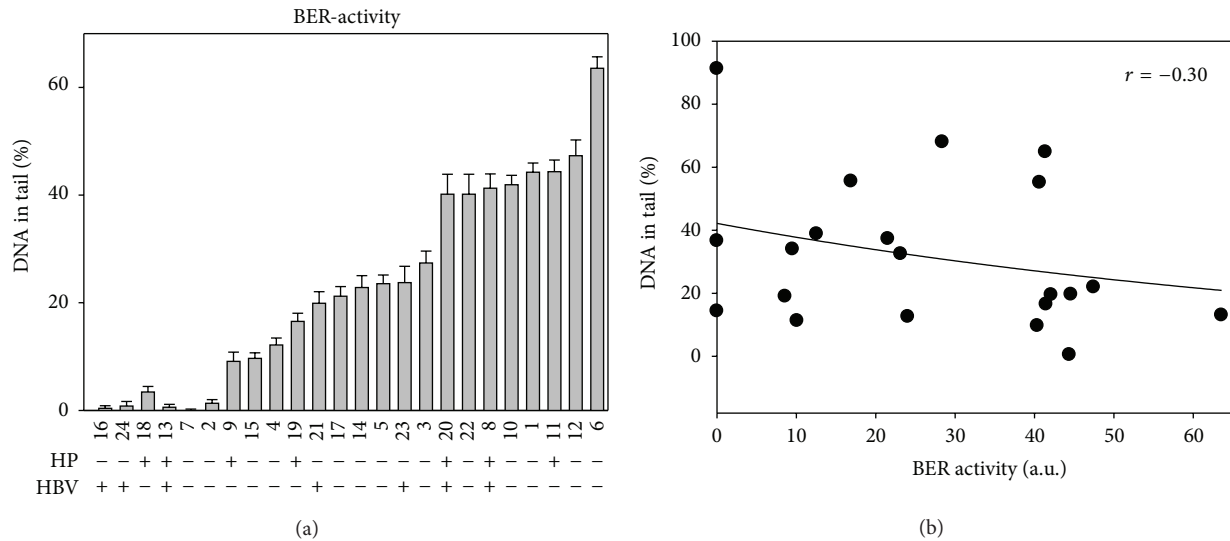 BER-activity
DNA in tail (%)
60
40
20
0
16 24 18 13 7 2 9 15 4 19 21 17 14 5 23 3 20 22 8 10 1 11 12 6
HP − − + + − − + − − + − − − − − − + − + − − + − −
HBV + + − + − − − − − − + − − − + − + − + − − − − −
(a)
r = −0.30
DNA in tail (%)
100
80
60
40
20
0
0 10 20 30 40 50 60
BER activity (a.u.)
(b)